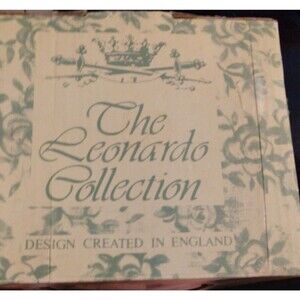 The
Leonardo
Collection
DESIGN CREATED IN ENGLAND